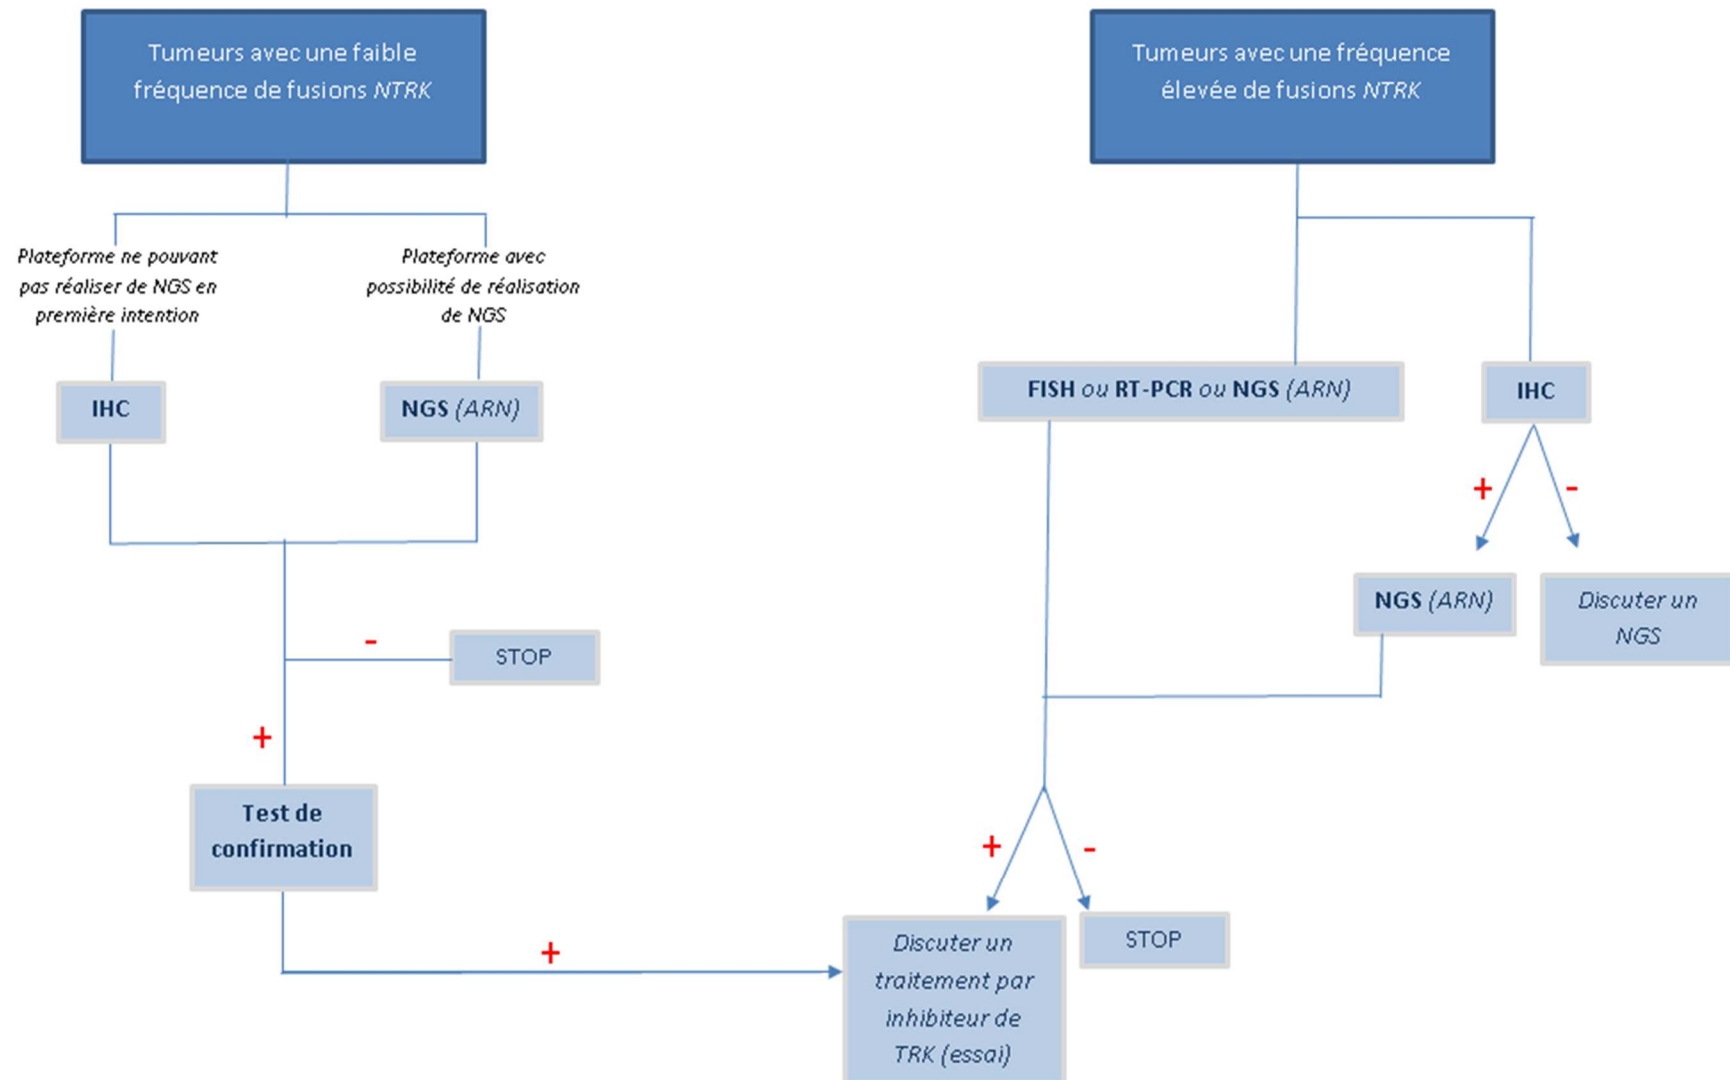 Tumeurs avec une faible
fréquence de fusions NTRK
Tumeurs avec une fréquence
élevée de fusions NTRK
Plateforme ne pouvant
pas réaliser de NGS en
première intention
Plateforme avec
possibilité de réalisation
de NGS
IHC
NGS (ARN)
FISH ou RT-PCR ou NGS (ARN)
IHC
+
-
NGS (ARN)
Discuter un
NGS
-
STOP
+
Test de
confirmation
+
-
+
Discuter un
traitement par
inhibiteur de
TRK (essai)
STOP